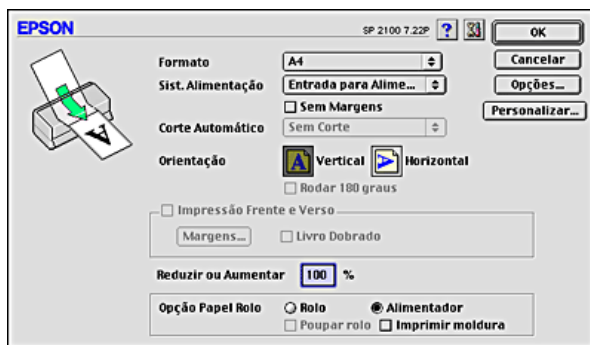 EPSON SP 2100 7.22P ? OK
Formato A4 Cancelar
Sist. Alimentação Entrada para Alime... Opções...
Sem Margens Personalizar...
Corte Automático Sem Corte
Orientação Vertical Horizontal
Rodar 180 graus
Impressão Frente e Verso
Margens... Livro Dobrado
Reduzir ou Aumentar 100 %
Opção Papel Rolo Rolo Alimentador
Poupar rolo Imprimir moldura